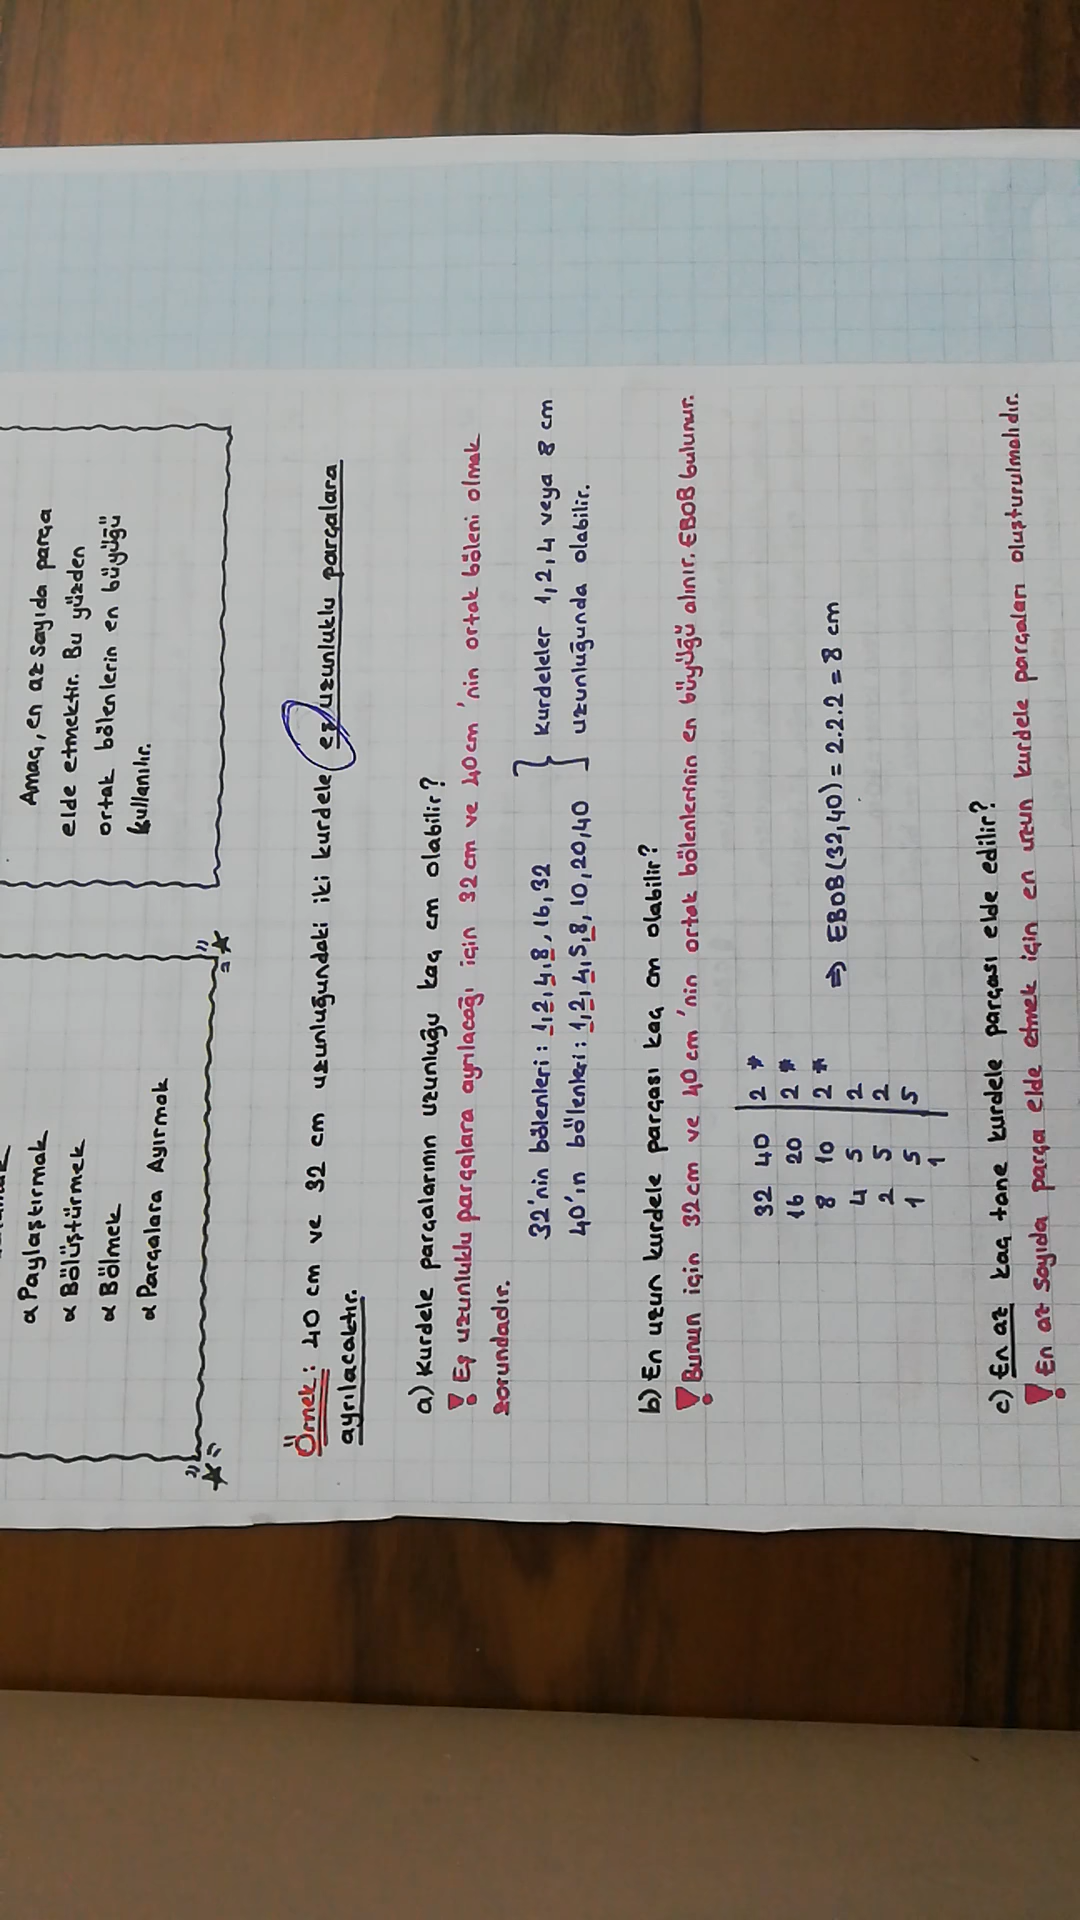 α Paylaştırmak
α Bölüştürmek
α Bölmek
α Parçalara Ayırmak
Amaç, en az sayıda parça
elde etmektir. Bu yüzden
ortak bölenlerin en büyüğü
kullanılır.
Örnek: 40 cm ve 32 cm uzunluğundaki iki kurdele eş uzunluklu parçalara
ayrılacaktır.
a) Kurdele parçalarının uzunluğu kaç cm olabilir?
Eş uzunluklu parçalara ayrılacağı için 32 cm ve 40 cm 'nin ortak böleni olmak
zorundadır.
32'nin bölenleri : 1,2,4,8,16,32
40'ın bölenleri : 1,2,4,5,8,10,20,40
Kurdeleler 1,2,4 veya 8 cm
uzunluğunda olabilir.
b) En uzun kurdele parçası kaç cm olabilir?
Bunun için 32 cm ve 40 cm 'nin ortak bölenlerinin en büyüğü alınır. EBOB bulunur.
32 40 | 2 *
16 20 | 2 *
8 10 | 2 *
4 5 | 2
2 5 | 2
1 5 | 5
1
⇒ EBOB (32,40) = 2.2.2 = 8 cm
c) En az kaç tane kurdele parçası elde edilir?
En az sayıda parça elde etmek için en uzun kurdele parçaları oluşturulmalıdır.